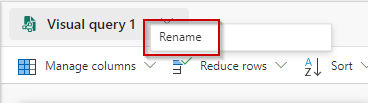 Visual query 1
Rename
Manage columns
Reduce rows
A
Z
Sort